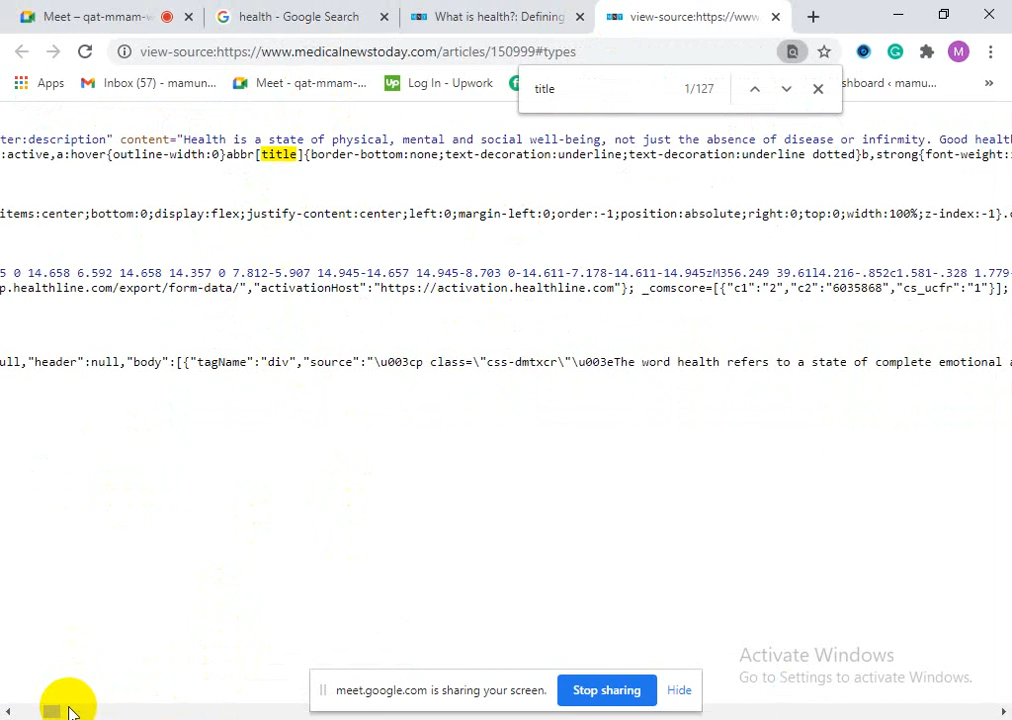 Meet – qat-mmam-
health - Google Search
What is health?: Defining
view-source:https://www
view-source:https://www.medicalnewstoday.com/articles/150999#types
M
Apps
Inbox (57) - mamun...
Meet - qat-mmam-...
Up
Log In - Upwork
shboard - mamu...
»
title
1/127
ter:description" content="Health is a state of physical, mental and social well-being, not just the absence of disease or infirmity. Good healt
:active,a:hover{outline-width:0}abbr[title]{border-bottom:none;text-decoration:underline;text-decoration:underline dotted}b,strong{font-weight:
items:center;bottom:0;display:flex;justify-content:center;left:0;margin-left:0;order:-1;position:absolute;right:0;top:0;width:100%;z-index:-1}.
5 0 14.658 6.592 14.658 14.357 0 7.812-5.907 14.945-14.657 14.945-8.703 0-14.611-7.178-14.611-14.945zM356.249 39.61l4.216-.852c1.581-.328 1.779-
p.healthline.com/export/form-data/","activationHost":"https://activation.healthline.com"}; _comscore=[{"c1":"2","c2":"6035868","cs_ucfr":"1"}];
ull,"header":null,"body":[{"tagName":"div","source":"\u003cp class=\"css-dmtxcr\"\u003eThe word health refers to a state of complete emotional a
Activate Windows
Go to Settings to activate Windows.
meet.google.com is sharing your screen.
Stop sharing
Hide